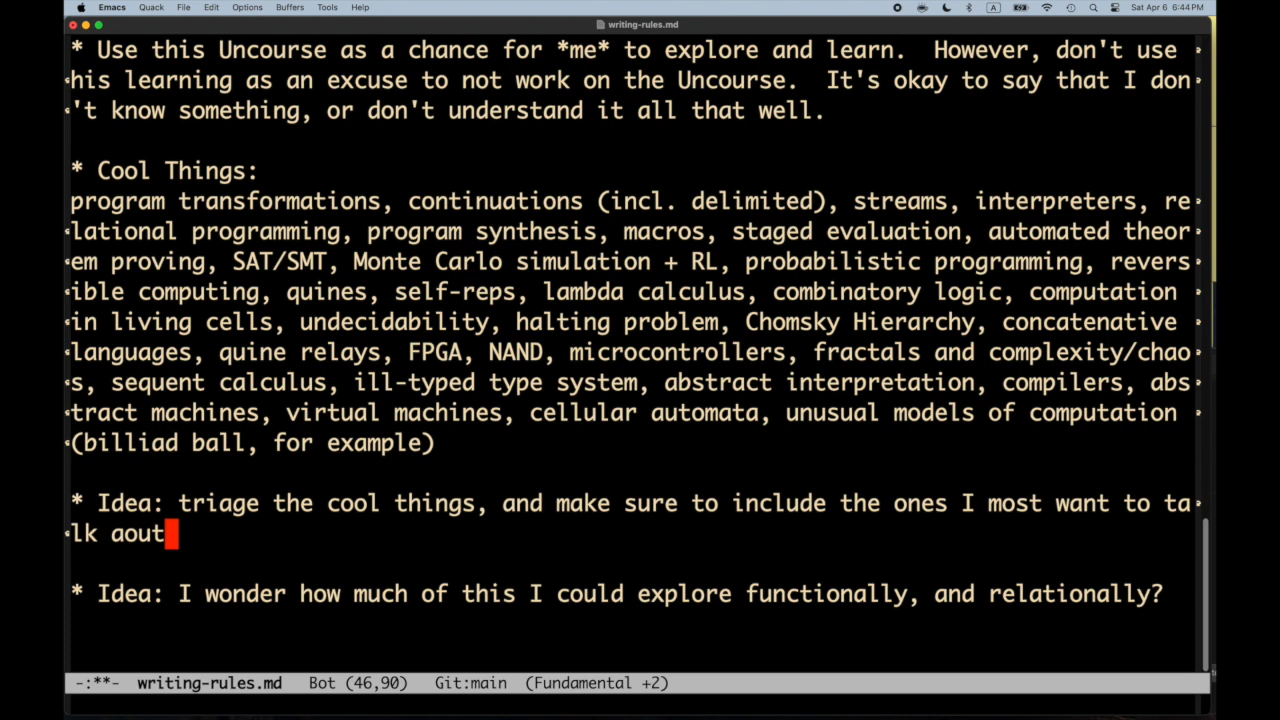 Emacs Quack File Edit Options Buffers Tools Help A Sat Apr 6 6:44 PM
writing-rules.md
* Use this Uncourse as a chance for *me* to explore and learn.  However, don't use
his learning as an excuse to not work on the Uncourse.  It's okay to say that I don
't know something, or don't understand it all that well.
* Cool Things:
program transformations, continuations (incl. delimited), streams, interpreters, re
lational programming, program synthesis, macros, staged evaluation, automated theor
em proving, SAT/SMT, Monte Carlo simulation + RL, probabilistic programming, revers
ible computing, quines, self-reps, lambda calculus, combinatory logic, computation
in living cells, undecidability, halting problem, Chomsky Hierarchy, concatenative
languages, quine relays, FPGA, NAND, microcontrollers, fractals and complexity/chao
s, sequent calculus, ill-typed type system, abstract interpretation, compilers, abs
tract machines, virtual machines, cellular automata, unusual models of computation
(billiad ball, for example)
* Idea: triage the cool things, and make sure to include the ones I most want to ta
lk aout
* Idea: I wonder how much of this I could explore functionally, and relationally?
-:**-  writing-rules.md   Bot (46,90)   Git:main  (Fundamental +2)